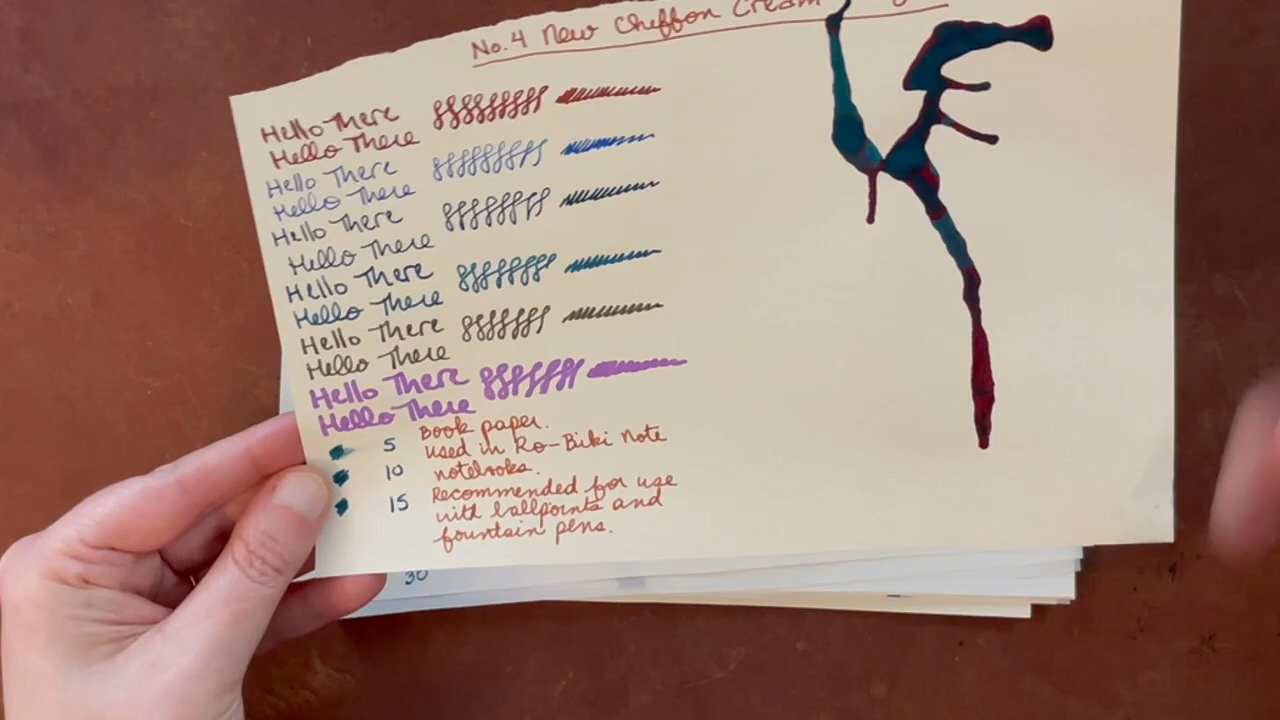 No.4 New Chiffon Cream
Hello There
Hello There
Hello There
Hello There
Hello There
Hello There
Hello There
Hello There
Hello There
Hello There
Hello There
Hello There
5
10
15
Book paper.
used in Ro-Biki Note
notebooks.
Recommended for use
with ballpoints and
fountain pens.
30